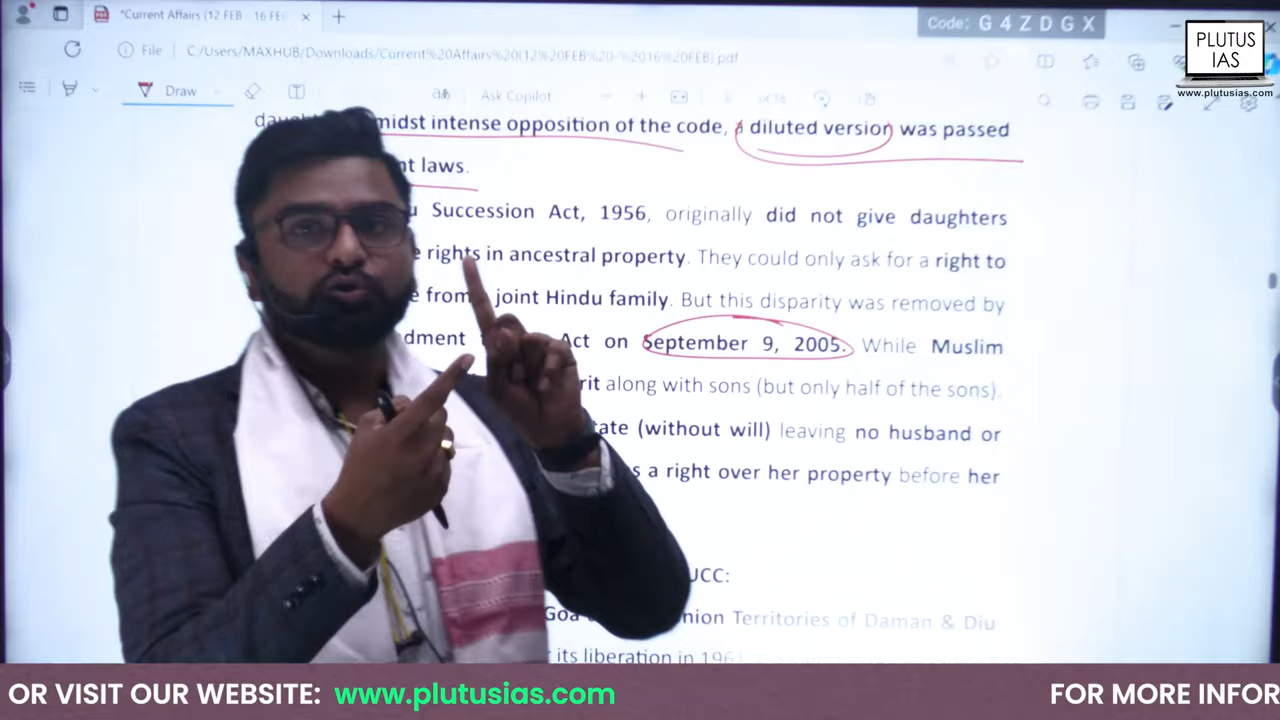 *Current Affairs (12 FEB - 16 FE
Code: G4ZDGX
PLUTUS
IAS
www.plutusias.com
File
C:/Users/MAXHUB/Downloads/Current%20Affairs%20(12%20FEB%20-%2016%20FEB).pdf
Draw
Ask Copilot
midst intense opposition of the code, a diluted version was passed
nt laws.
Succession Act, 1956, originally did not give daughters
rights in ancestral property. They could only ask for a right to
from joint Hindu family. But this disparity was removed by
dment Act on September 9, 2005. While Muslim
rit along with sons (but only half of the sons).
tate (without will) leaving no husband or
s a right over her property before her
UCC:
Goa nion Territories of Daman & Diu
its liberation in 1961
OR VISIT OUR WEBSITE: www.plutusias.com
FOR MORE INFOR